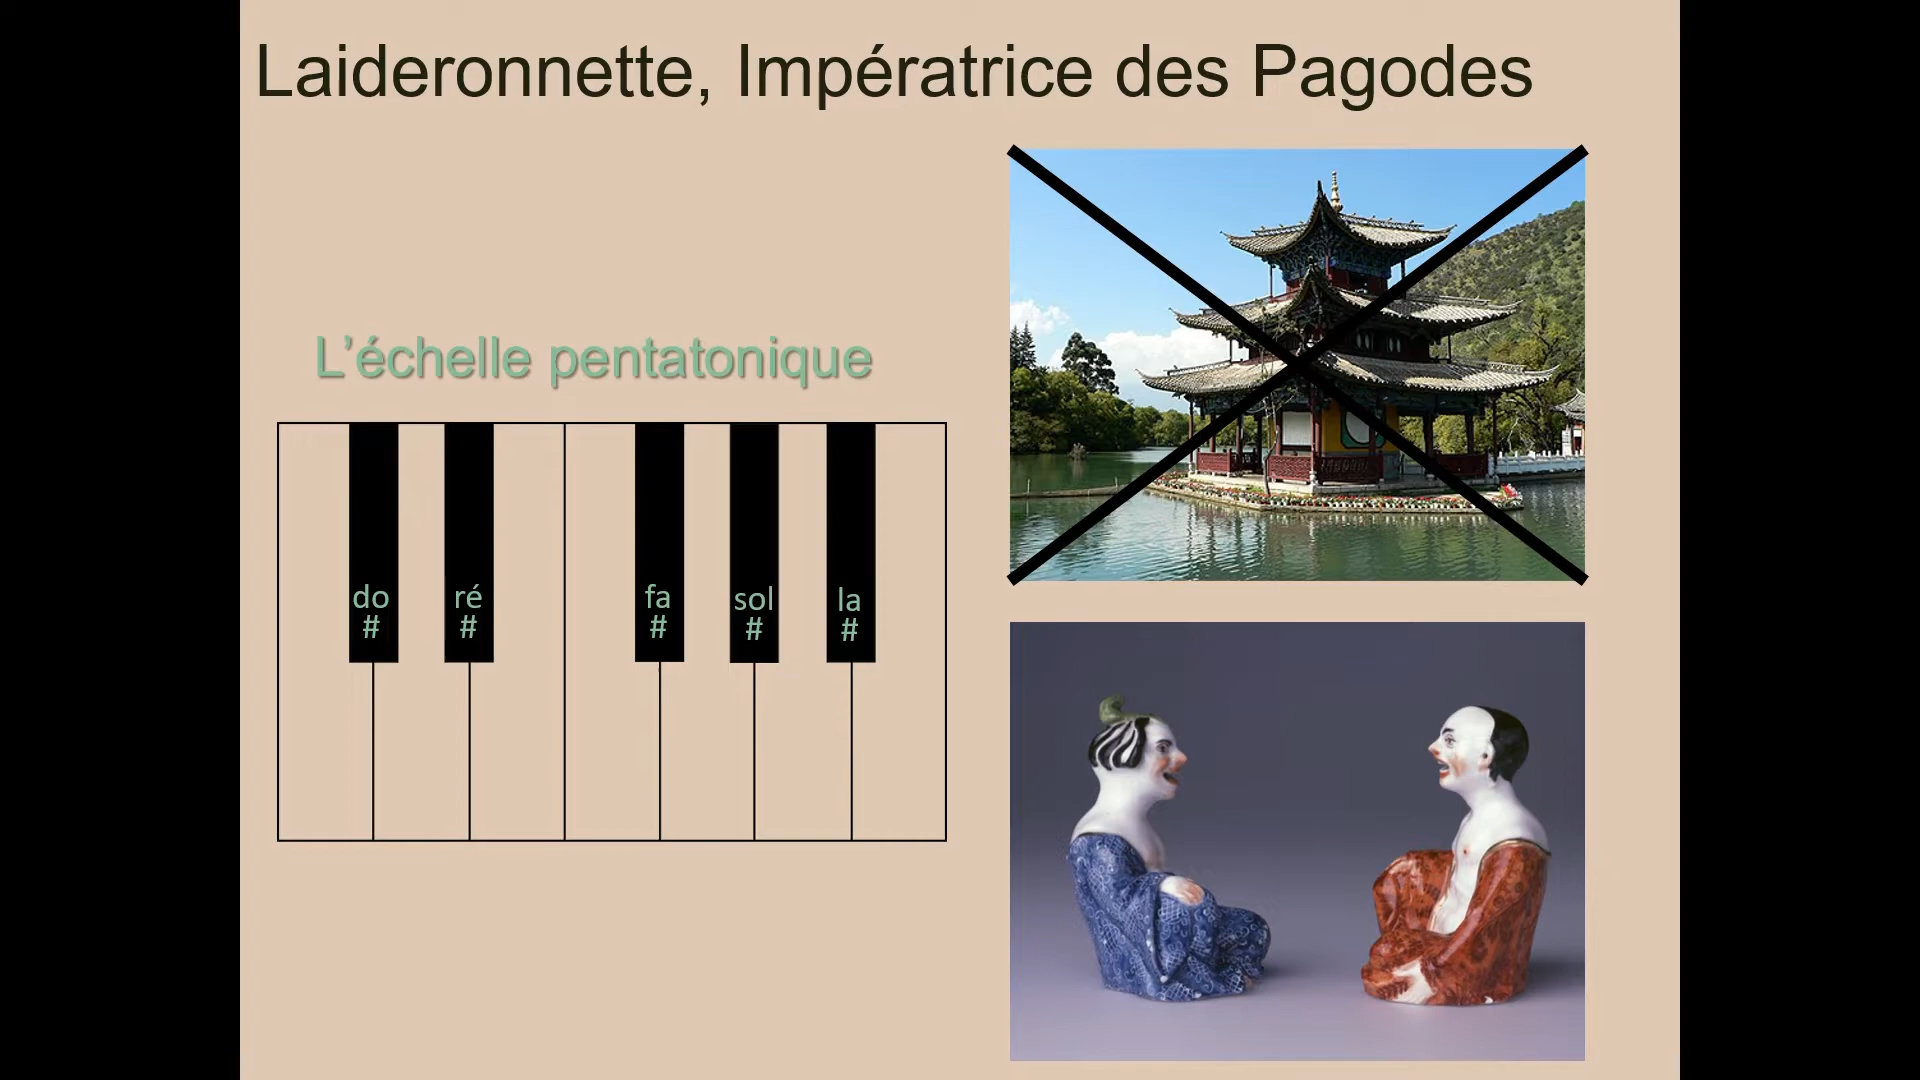 Laideronnette, Impératrice des Pagodes
L’échelle pentatonique
do ré fa sol la
# # # # #